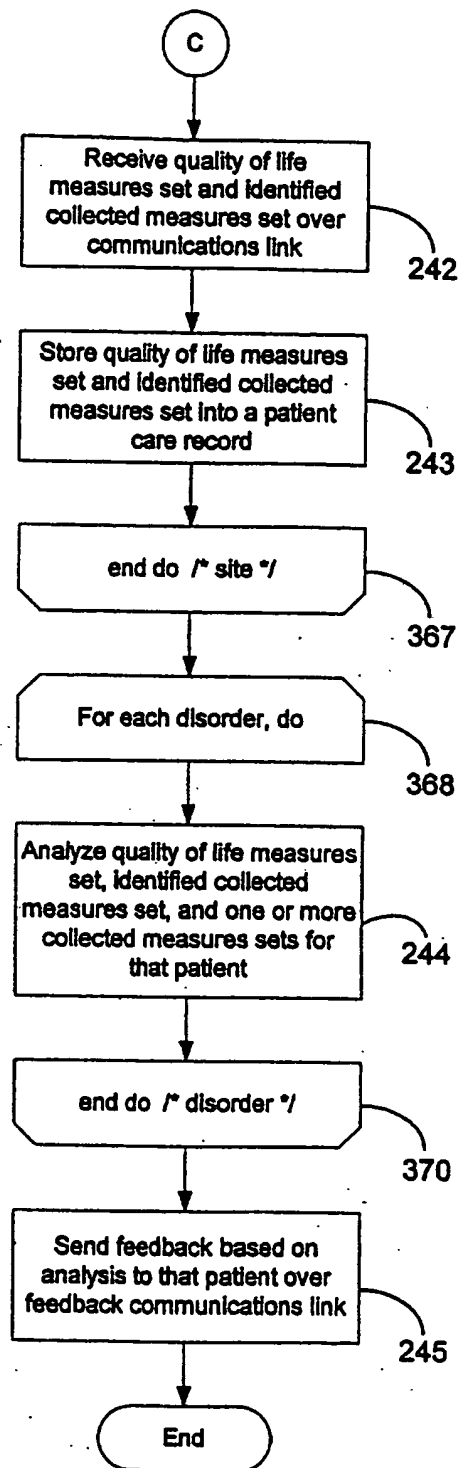 C
Receive quality of life
measures set and identified
collected measures set over
communications link
242
Store quality of life measures
set and identified collected
measures set into a patient
care record
243
end do /* site */
367
For each disorder, do
368
Analyze quality of life measures
set, identified collected
measures set, and one or more
collected measures sets for
that patient
244
end do /* disorder */
370
Send feedback based on
analysis to that patient over
feedback communications link
245
End